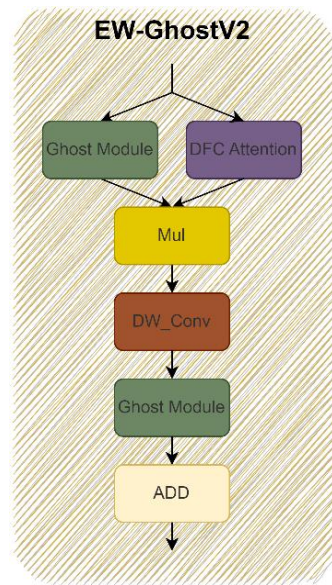 EW-GhostV2
Ghost Module
DFC Attention
Mul
DW_Conv
Ghost Module
ADD